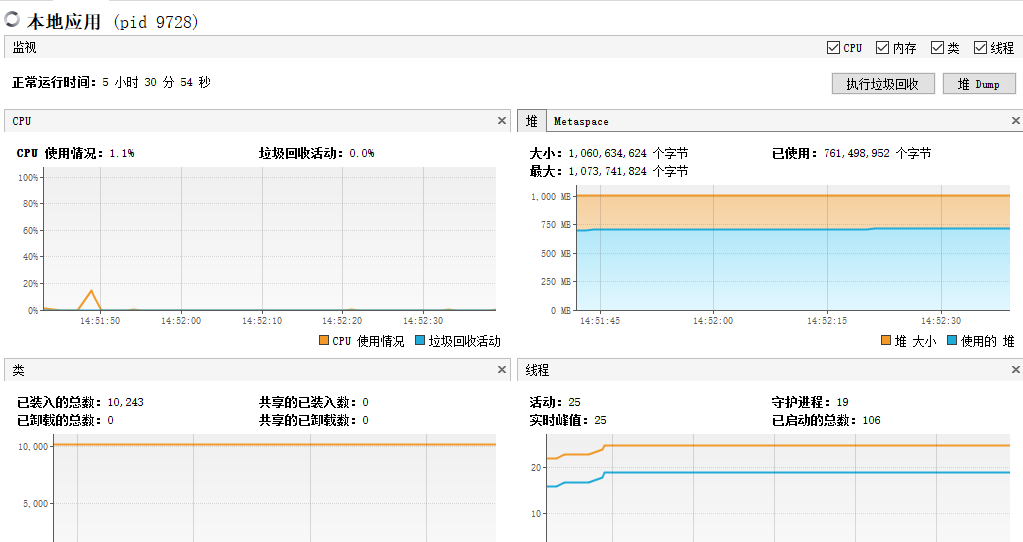 本地应用 (pid 9728)
监视 CPU 内存 类 线程
正常运行时间: 5 小时 30 分 54 秒 执行垃圾回收 堆 Dump
CPU
CPU 使用情况: 1.1% 垃圾回收活动: 0.0%
100%
80%
60%
40%
20%
0%
14:51:50 14:52:00 14:52:10 14:52:20 14:52:30
CPU 使用情况 垃圾回收活动
堆 Metaspace
大小: 1,060,634,624 个字节 已使用: 761,498,952 个字节
最大: 1,073,741,824 个字节
1,000 MB
750 MB
500 MB
250 MB
0 MB
14:51:45 14:52:00 14:52:15 14:52:30
堆 大小 使用的 堆
类
已装入的总数: 10,243 共享的已装入数: 0
已卸载的总数: 0 共享的已卸载数: 0
10,000
5,000
线程
活动: 25 守护进程: 19
实时峰值: 25 已启动的总数: 106
20
10